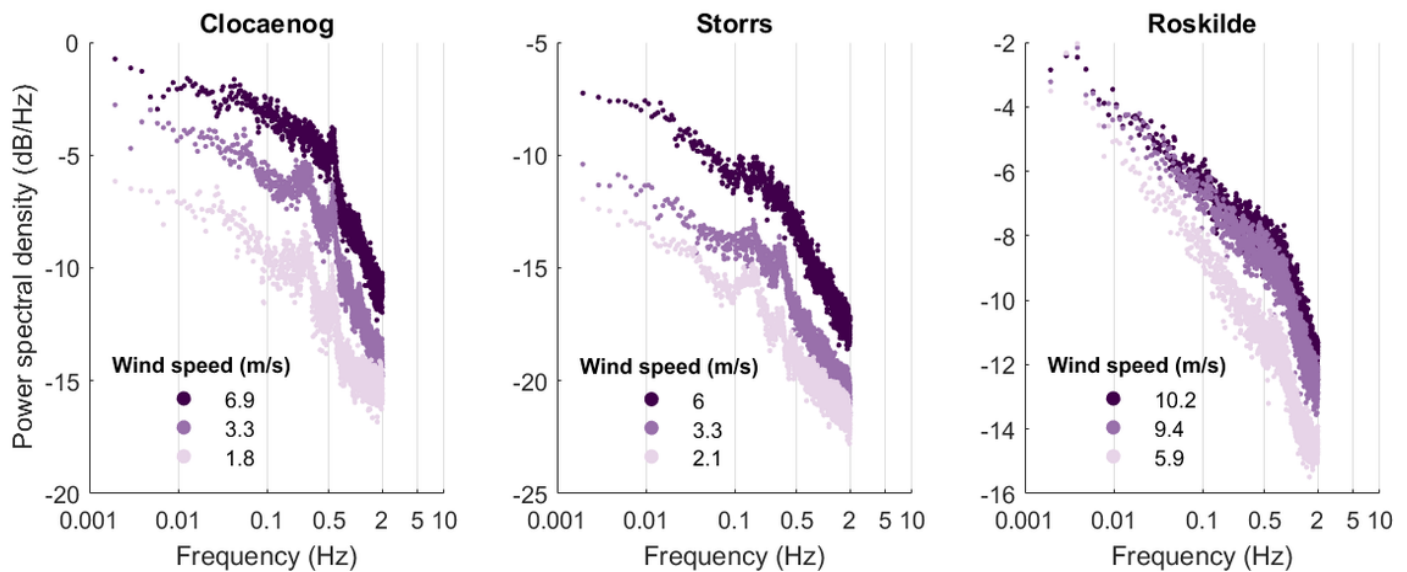 Clocaenog
Storrs
Roskilde
Power spectral density (dB/Hz)
0
-5
-10
-15
-20
Wind speed (m/s)
6.9
3.3
1.8
0.001 0.01 0.1 0.5 2 5 10
Frequency (Hz)
-5
-10
-15
-20
-25
Wind speed (m/s)
6
3.3
2.1
0.001 0.01 0.1 0.5 2 5 10
Frequency (Hz)
-2
-4
-6
-8
-10
-12
-14
-16
Wind speed (m/s)
10.2
9.4
5.9
0.001 0.01 0.1 0.5 2 5 10
Frequency (Hz)